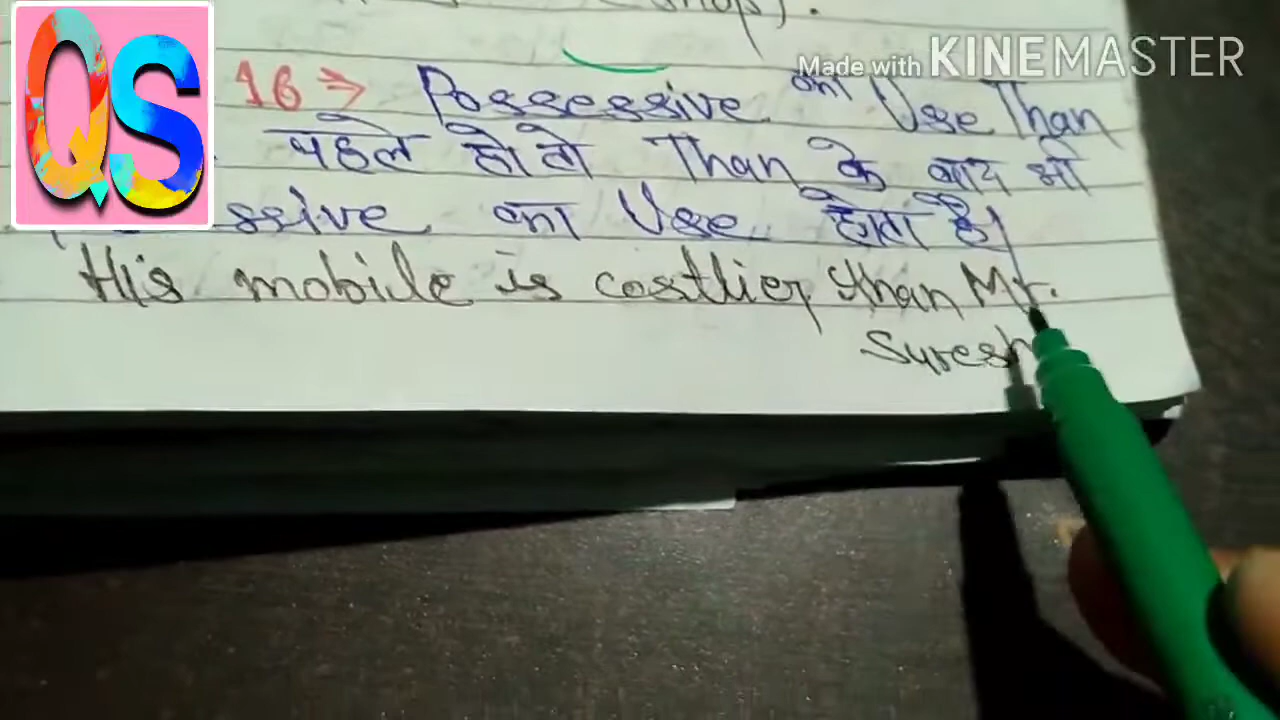 QS
Made with KINEMASTER
16 ⇒ Possessive का Use Than
पहले हो तो Than के बाद भी
ssive का Use होता है।
His mobile is costlier than Mr.
Suresh